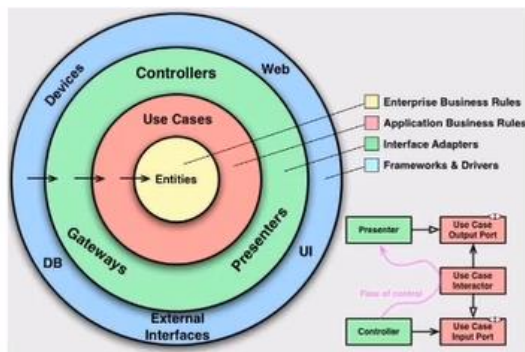 Devices
Web
Controllers
Use Cases
Entities
Gateways
Presenters
DB
UI
External
Interfaces
Enterprise Business Rules
Application Business Rules
Interface Adapters
Frameworks & Drivers
Presenter
Use Case
Output Port
Use Case
Interactor
Flow of control
Controller
Use Case
Input Port